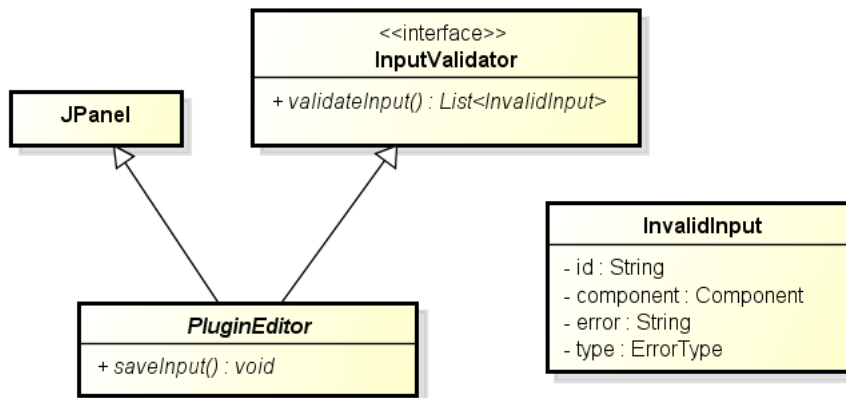 <<interface>>
InputValidator
+ validateInput() : List<InvalidInput>
JPanel
InvalidInput
- id : String
- component : Component
- error : String
- type : ErrorType
PluginEditor
+ saveInput() : void